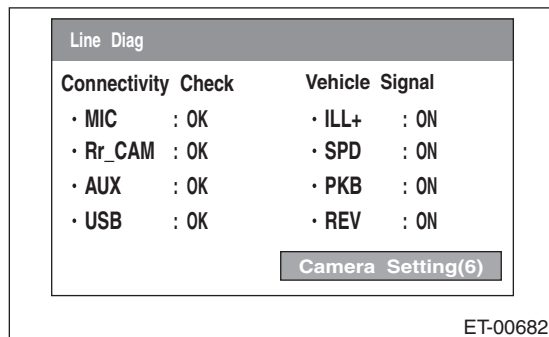 Line Diag
Connectivity Check
・MIC : OK
・Rr_CAM : OK
・AUX : OK
・USB : OK
Vehicle Signal
・ILL+ : ON
・SPD : ON
・PKB : ON
・REV : ON
Camera Setting(6)
ET-00682